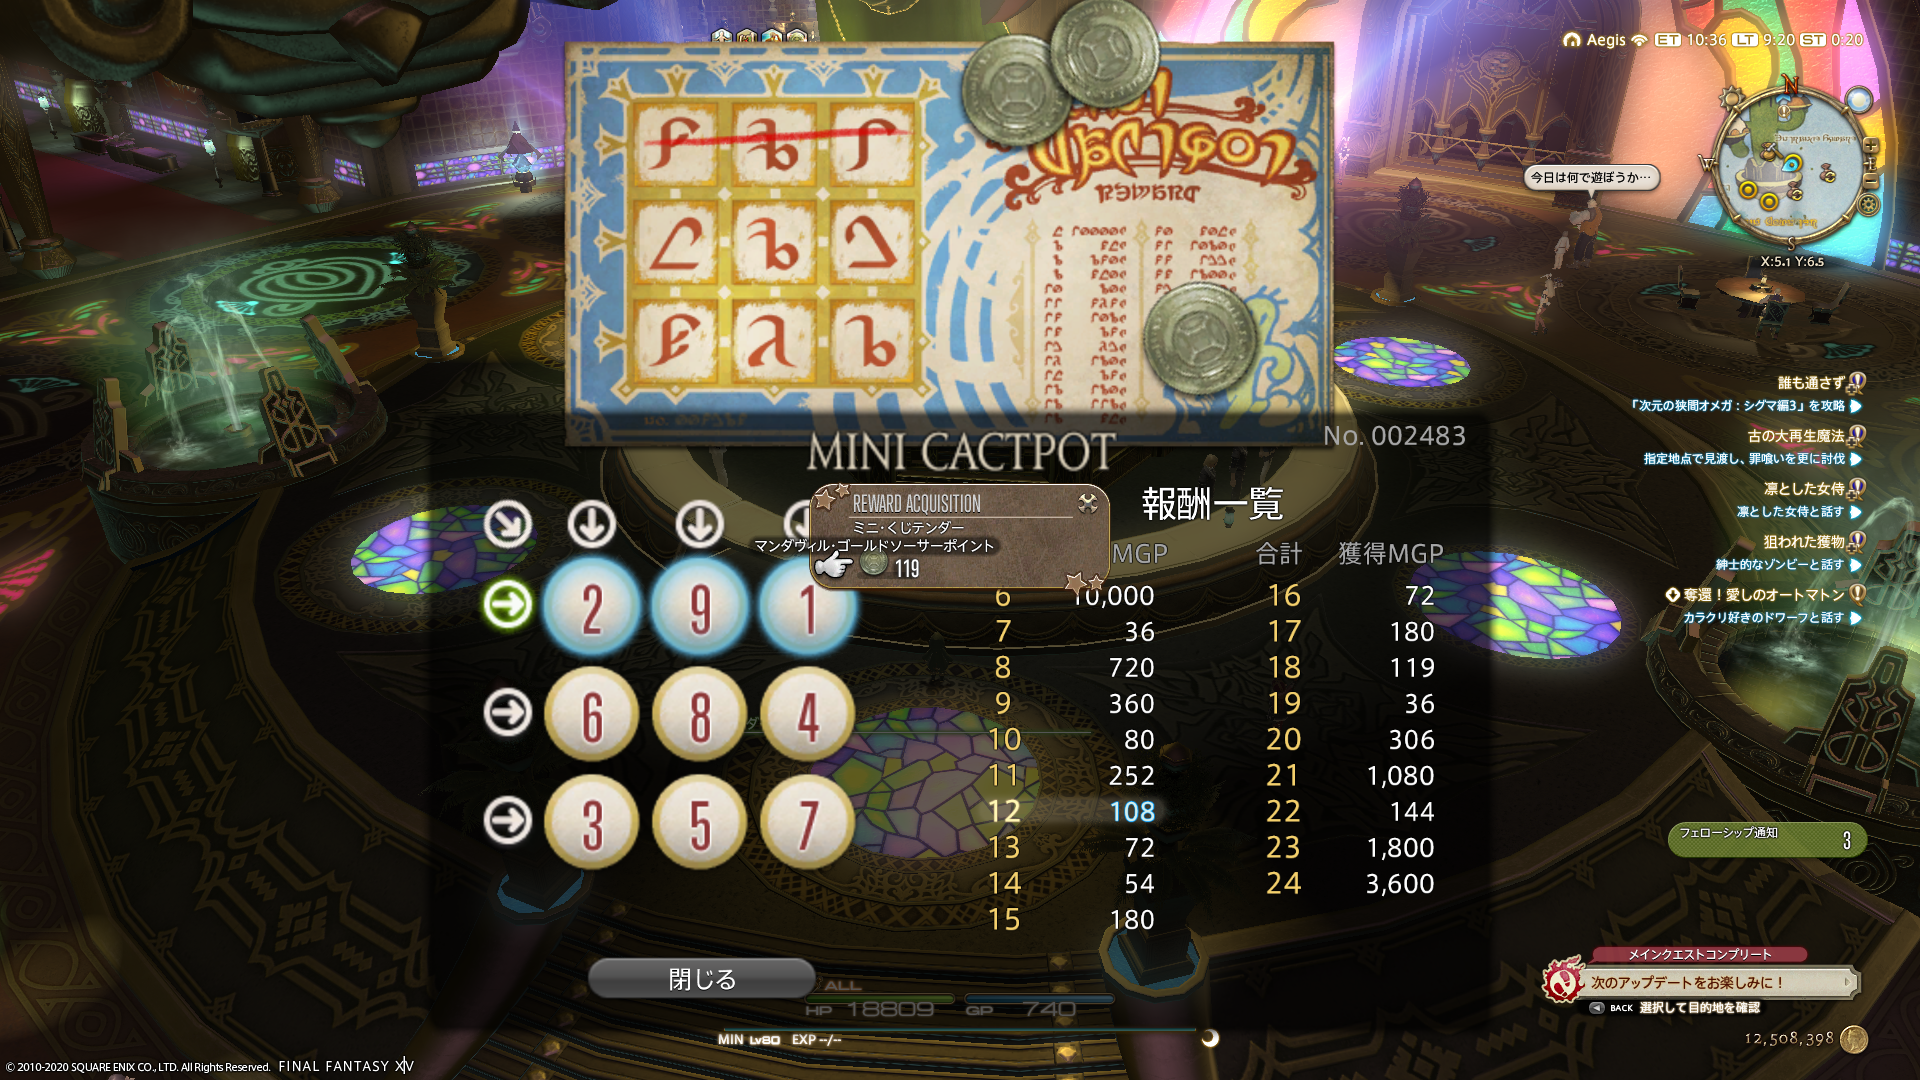 Aegis ET 10:36 LT 9:20 ST 0:20
N
W
S
X:5.1 Y:6.5
今日は何で遊ぼうか…
誰も通さず
「次元の狭間オメガ：シグマ編3」を攻略
古の大再生魔法
指定地点で見渡し、罪喰いを更に討伐
凛とした女侍
凛とした女侍と話す
狙われた獲物
紳士的なゾンビーと話す
奪還！愛しのオートマトン
カラクリ好きのドワーフと話す
No. 002483
MINI CACTPOT
REWARD ACQUISITION
ミニ・くじテンダー
マンダヴィル・ゴールドソーサーポイント
119
報酬一覧
MGP 合計 獲得MGP
2 9 1
6 8 4
3 5 7
6 10,000 16 72
7 36 17 180
8 720 18 119
9 360 19 36
10 80 20 306
11 252 21 1,080
12 108 22 144
13 72 23 1,800
14 54 24 3,600
15 180
閉じる
ALL
HP 18809 GP 740
MIN Lv80 EXP --/--
フェローシップ通知 3
メインクエストコンプリート
次のアップデートをお楽しみに！
BACK 選択して目的地を確認
12,508,398
© 2010-2020 SQUARE ENIX CO., LTD. All Rights Reserved. FINAL FANTASY XIV